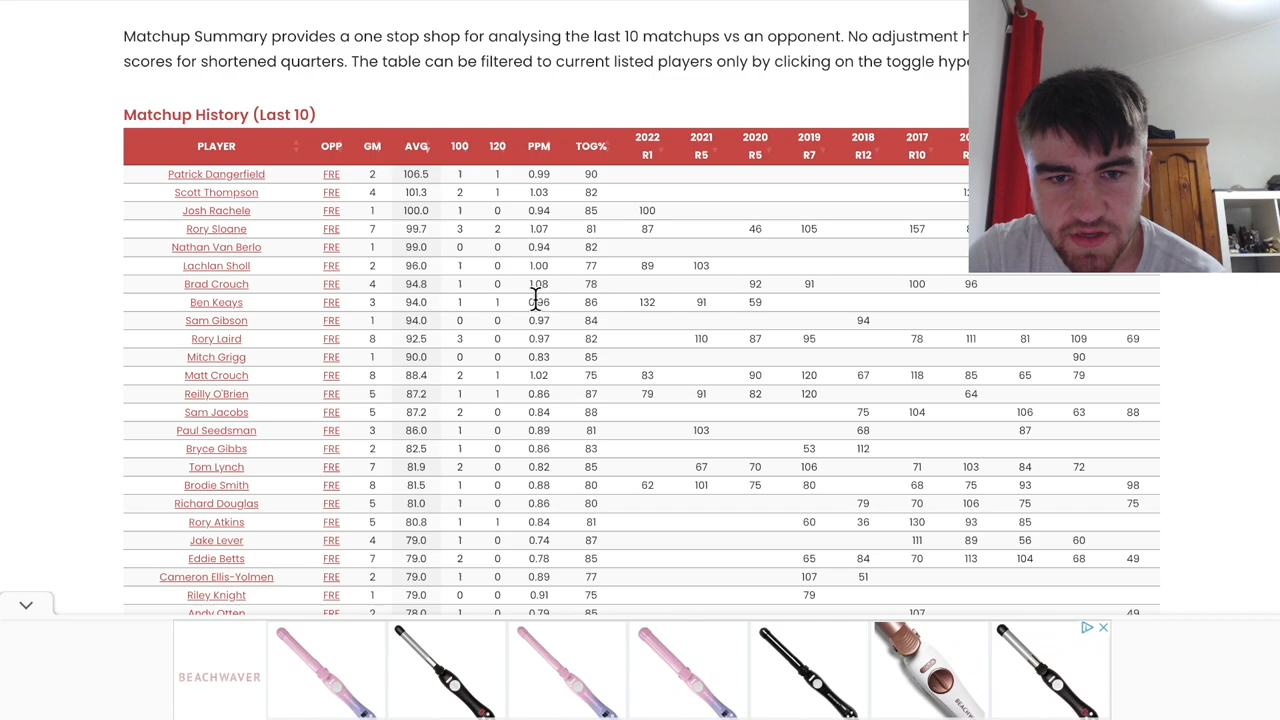 Matchup Summary provides a one stop shop for analysing the last 10 matchups vs an opponent. No adjustment h
scores for shortened quarters. The table can be filtered to current listed players only by clicking on the toggle hype
Matchup History (Last 10)
PLAYER OPP GM AVG 100 120 PPM TOG% 2022 R1 2021 R5 2020 R5 2019 R7 2018 R12 2017 R10 20 R
Patrick Dangerfield FRE 2 106.5 1 1 0.99 90
Scott Thompson FRE 4 101.3 2 1 1.03 82
Josh Rachele FRE 1 100.0 1 0 0.94 85 100
Rory Sloane FRE 7 99.7 3 2 1.07 81 87 46 105 157
Nathan Van Berlo FRE 1 99.0 0 0 0.94 82
Lachlan Sholl FRE 2 96.0 1 0 1.00 77 89 103
Brad Crouch FRE 4 94.8 1 0 1.08 78 92 91 100 96
Ben Keays FRE 3 94.0 1 1 0.96 86 132 91 59
Sam Gibson FRE 1 94.0 0 0 0.97 84 94
Rory Laird FRE 8 92.5 3 0 0.97 82 110 87 95 78 111 81 109 69
Mitch Grigg FRE 1 90.0 0 0 0.83 85 90
Matt Crouch FRE 8 88.4 2 1 1.02 75 83 90 120 67 118 85 65 79
Reilly O'Brien FRE 5 87.2 1 1 0.86 87 79 91 82 120 64
Sam Jacobs FRE 5 87.2 2 0 0.84 88 75 104 106 63 88
Paul Seedsman FRE 3 86.0 1 0 0.89 81 103 68 87
Bryce Gibbs FRE 2 82.5 1 0 0.86 83 53 112
Tom Lynch FRE 7 81.9 2 0 0.82 85 67 70 106 71 103 84 72
Brodie Smith FRE 8 81.5 1 0 0.88 80 62 101 75 80 68 75 93 98
Richard Douglas FRE 5 81.0 1 0 0.86 80 79 70 106 75 75
Rory Atkins FRE 5 80.8 1 1 0.84 81 60 36 130 93 85
Jake Lever FRE 4 79.0 1 0 0.74 87 111 89 56 60
Eddie Betts FRE 7 79.0 2 0 0.78 85 65 84 70 113 104 68 49
Cameron Ellis-Yolmen FRE 2 79.0 1 0 0.89 77 107 51
Riley Knight FRE 1 79.0 0 0 0.91 75 79
Andy Otten FRE 2 78.0 1 0 0.79 85 107 49
BEACHWAVER